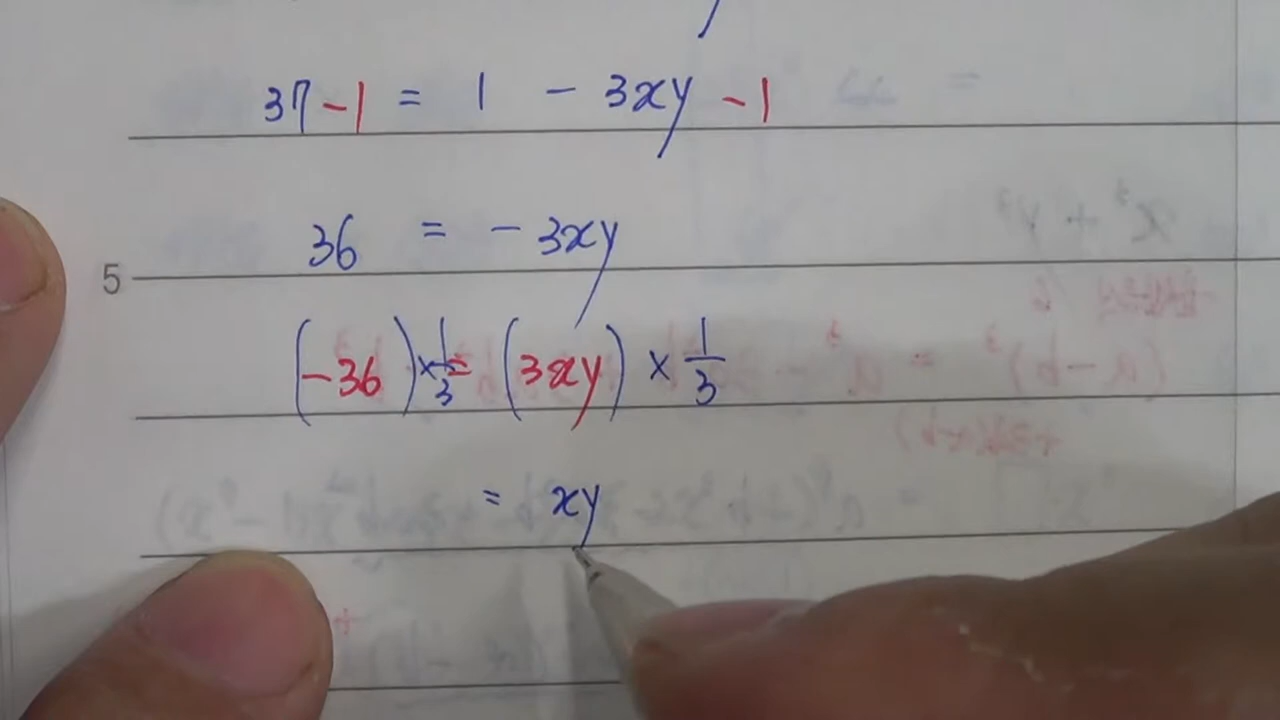 37 - 1 = 1 - 3xy - 1
36 = - 3xy
5
(-36) × 1/3 = (3xy) × 1/3
= xy